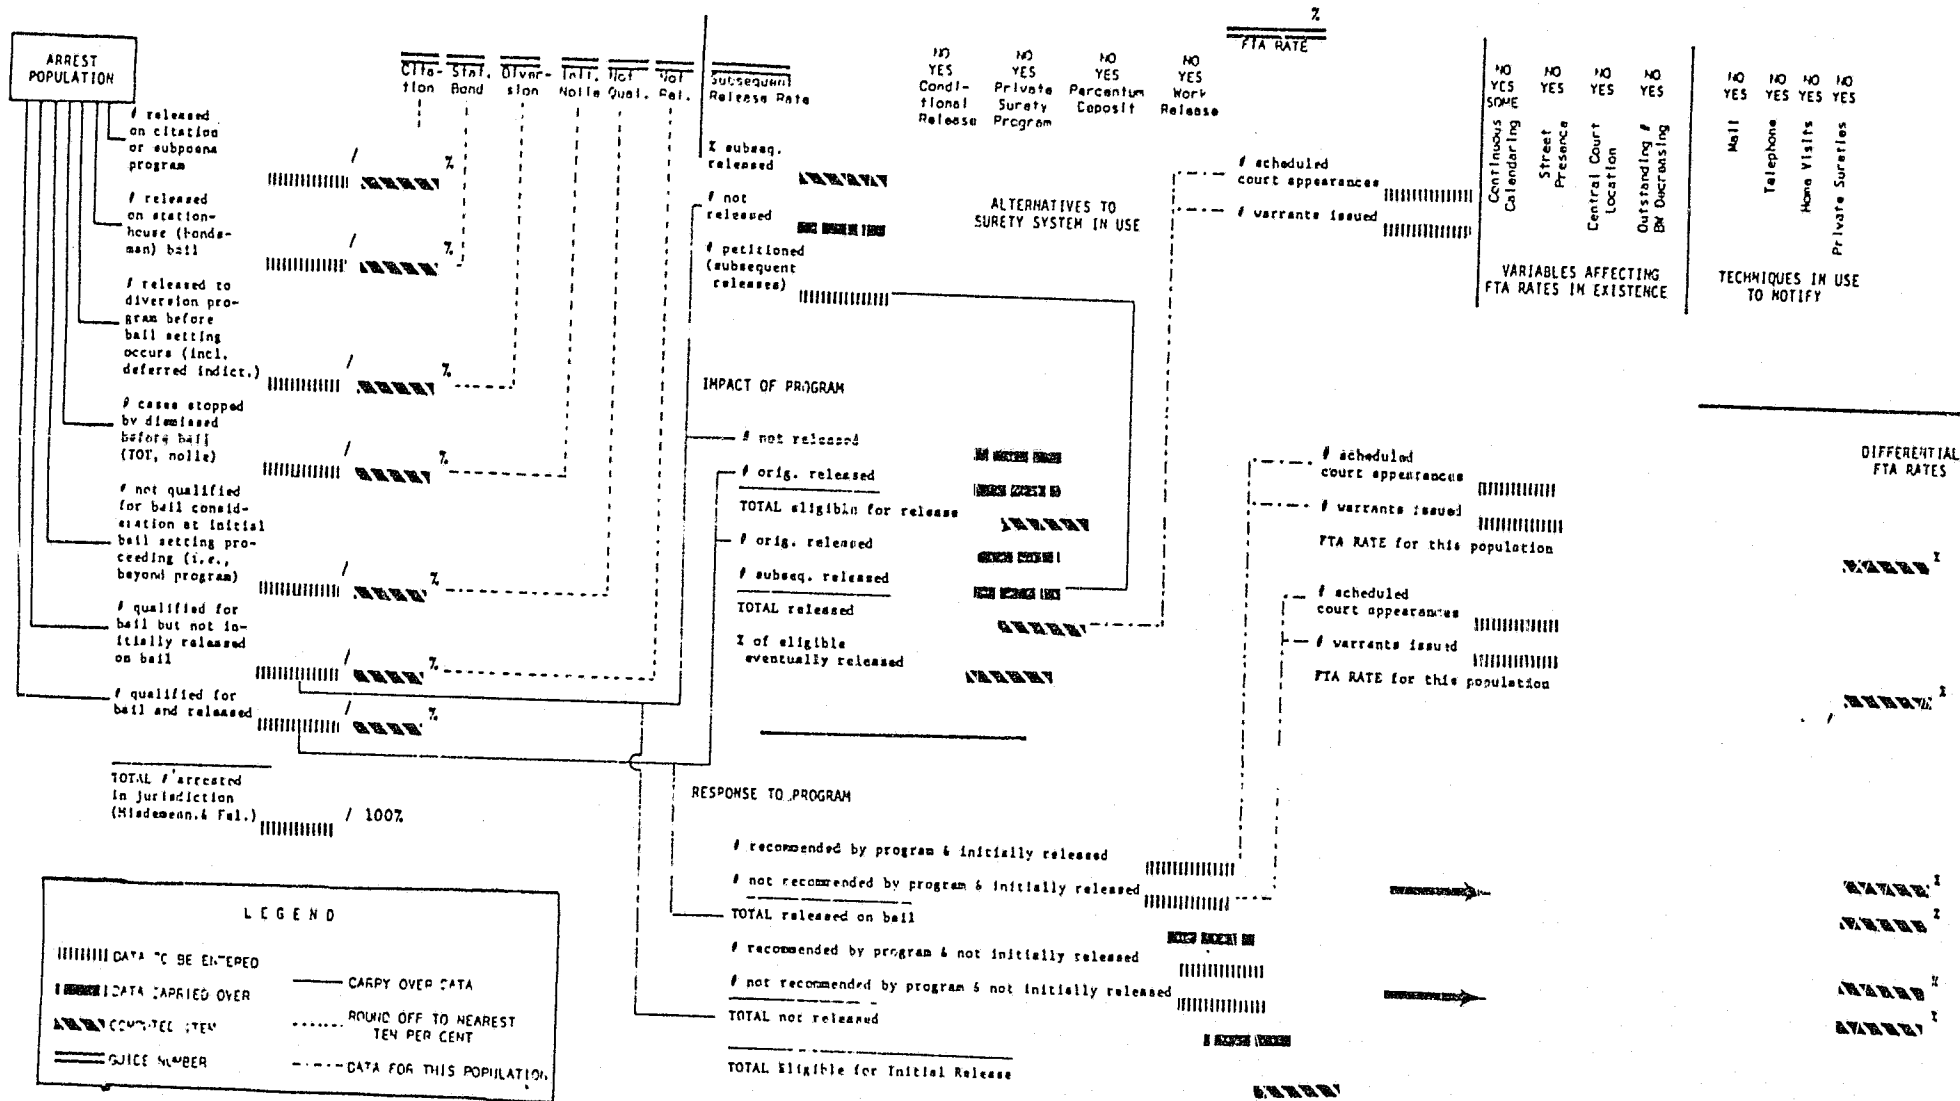 ARREST
POPULATION
# released
on citation
or subpoena
program
/
%
# released
on station-
house (bonds-
man) bail
/
%
# released to
diversion pro-
gram before
bail setting
occurs (incl.
deferred indict.)
/
%
# cases stopped
by dismissed
before bail
(TOT, nolle)
/
%
# not qualified
for bail consid-
eration at initial
bail setting pro-
ceeding (i.e.,
beyond program)
/
%
# qualified for
bail but not in-
itially released
on bail
/
%
# qualified for
bail and released
/
%
TOTAL # arrested
in jurisdiction
(Misdemean.& Fel.)
/ 100%
Cita-
tion
Stat.
Bond
Diver-
sion
Init.
Nolle
Not
Qual.
Not
Rel.
Subsequent
Release Rate
% subseq.
released
# not
released
# petitioned
(subsequent
releases)
NO
YES
Condi-
tional
Release
NO
YES
Private
Surety
Program
NO
YES
Percentum
Deposit
NO
YES
Work
Release
ALTERNATIVES TO
SURETY SYSTEM IN USE
%
FTA RATE
# scheduled
court appearances
# warrants issued
NO
YES
SOME
Continuous
Calendaring
NO
YES
Street
Presence
NO
YES
Central Court
Location
NO
YES
Outstanding #
BW Decreasing
VARIABLES AFFECTING
FTA RATES IN EXISTENCE
NO
YES
Mail
NO
YES
Telephone
NO
YES
Home Visits
NO
YES
Private Sureties
TECHNIQUES IN USE
TO NOTIFY
IMPACT OF PROGRAM
# not released
# orig. released
TOTAL eligible for release
# orig. released
# subseq. released
TOTAL released
% of eligible
eventually released
DIFFERENTIAL
FTA RATES
# scheduled
court appearances
# warrants issued
FTA RATE for this population
%
# scheduled
court appearances
# warrants issued
FTA RATE for this population
%
RESPONSE TO PROGRAM
# recommended by program & initially released
# not recommended by program & initially released
%
TOTAL released on bail
%
# recommended by program & not initially released
# not recommended by program & not initially released
%
TOTAL not released
%
TOTAL Eligible for Initial Release
LEGEND
DATA TO BE ENTERED
DATA CARRIED OVER
COMPUTED ITEM
GUIDE NUMBER
CARRY OVER DATA
ROUND OFF TO NEAREST
TEN PER CENT
DATA FOR THIS POPULATION